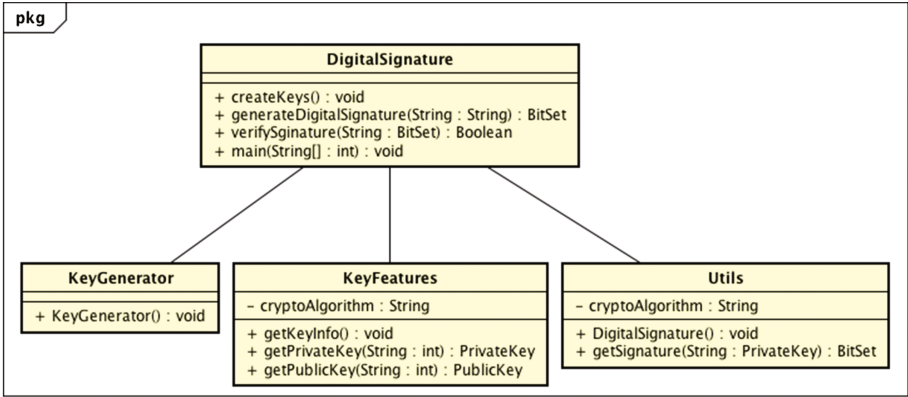 pkg
DigitalSignature
+ createKeys() : void
+ generateDigitalSignature(String : String) : BitSet
+ verifySginature(String : BitSet) : Boolean
+ main(String[] : int) : void
KeyGenerator
+ KeyGenerator() : void
KeyFeatures
- cryptoAlgorithm : String
+ getKeyInfo() : void
+ getPrivateKey(String : int) : PrivateKey
+ getPublicKey(String : int) : PublicKey
Utils
- cryptoAlgorithm : String
+ DigitalSignature() : void
+ getSignature(String : PrivateKey) : BitSet